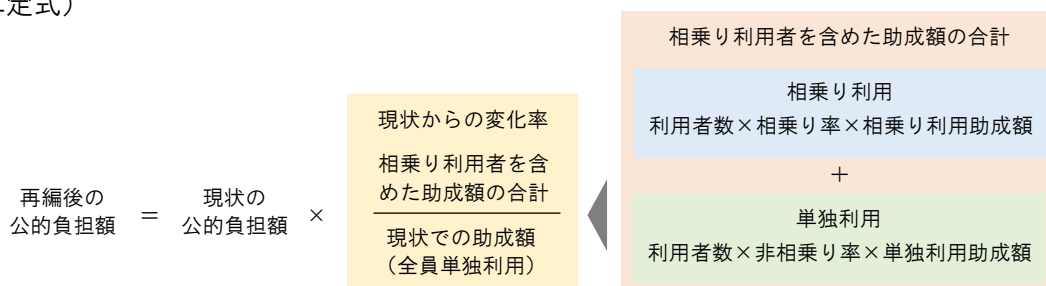 定式）
再編後の
公的負担額
＝
現状の
公的負担額
×
現状からの変化率
相乗り利用者を含
めた助成額の合計
現状での助成額
（全員単独利用）
相乗り利用者を含めた助成額の合計
相乗り利用
利用者数×相乗り率×相乗り利用助成額
＋
単独利用
利用者数×非相乗り率×単独利用助成額